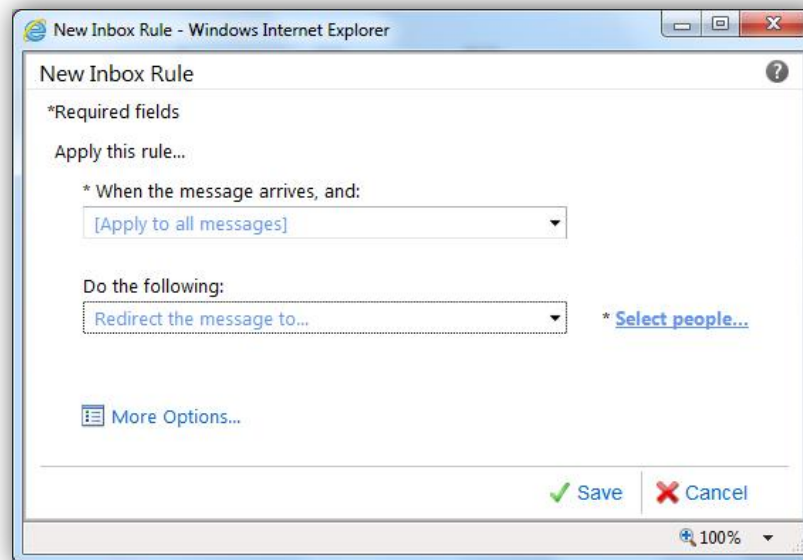 New Inbox Rule - Windows Internet Explorer
New Inbox Rule
*Required fields
Apply this rule...
* When the message arrives, and:
[Apply to all messages]
Do the following:
Redirect the message to...
* Select people...
More Options...
Save
Cancel
100%